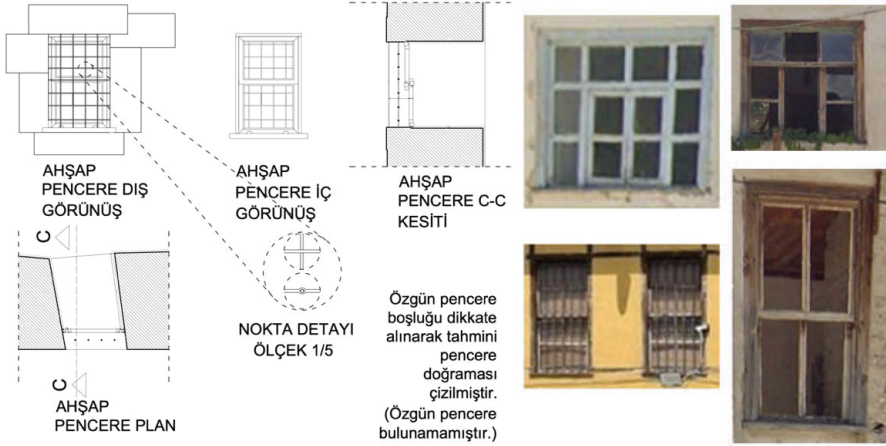 AHŞAP
PENCERE DIŞ
GÖRÜNÜŞ
AHŞAP
PENCERE İÇ
GÖRÜNÜŞ
AHŞAP
PENCERE C-C
KESİTİ
C
NOKTA DETAYI
ÖLÇEK 1/5
C
AHŞAP
PENCERE PLAN
Özgün pencere
boşluğu dikkate
alınarak tahmini
pencere
doğraması
çizilmiştir.
(Özgün pencere
bulunamamıştır.)